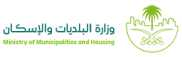 وزارة البلديات والإسكان
Ministry of Municipalities and Housing